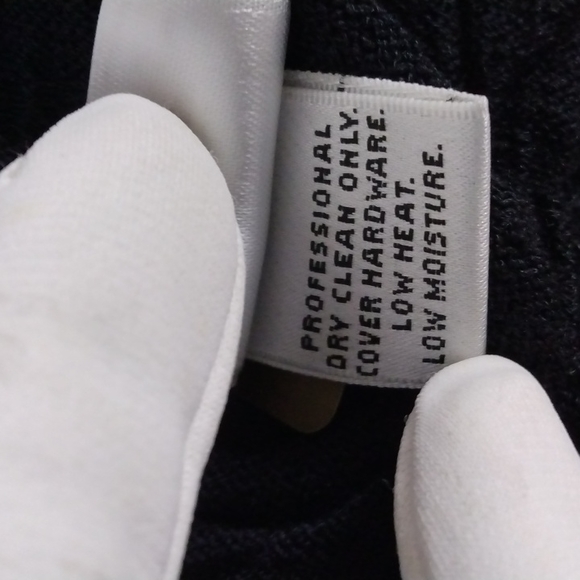 PROFESSIONAL
DRY CLEAN ONLY.
COVER HARDWARE.
LOW HEAT.
LOW MOISTURE.